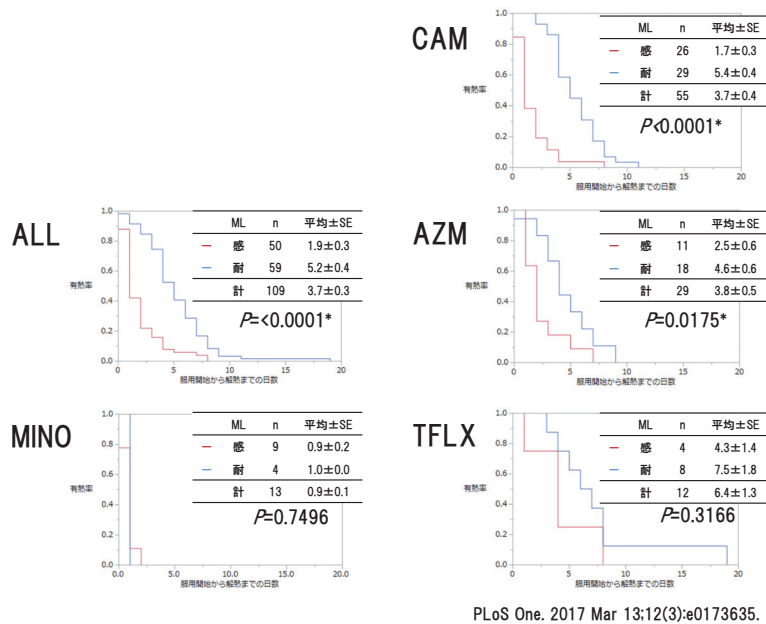 CAM
ML n 平均±SE
感 26 1.7±0.3
耐 29 5.4±0.4
計 55 3.7±0.4
P<0.0001*
有熱率
1.0
0.8
0.6
0.4
0.2
0.0
0 5 10 15 20
服用開始から解熱までの日数
ALL
ML n 平均±SE
感 50 1.9±0.3
耐 59 5.2±0.4
計 109 3.7±0.3
P=<0.0001*
有熱率
1.0
0.8
0.6
0.4
0.2
0.0
0 5 10 15 20
服用開始から解熱までの日数
AZM
ML n 平均±SE
感 11 2.5±0.6
耐 18 4.6±0.6
計 29 3.8±0.5
P=0.0175*
有熱率
1.0
0.8
0.6
0.4
0.2
0.0
0 5 10 15 20
服用開始から解熱までの日数
MINO
ML n 平均±SE
感 9 0.9±0.2
耐 4 1.0±0.0
計 13 0.9±0.1
P=0.7496
有熱率
1.0
0.8
0.6
0.4
0.2
0.0
0.0 5.0 10.0 15.0 20.0
服用開始から解熱までの日数
TFLX
ML n 平均±SE
感 4 4.3±1.4
耐 8 7.5±1.8
計 12 6.4±1.3
P=0.3166
有熱率
1.0
0.8
0.6
0.4
0.2
0.0
0 5 10 15 20
服用開始から解熱までの日数
PLoS One. 2017 Mar 13;12(3):e0173635.